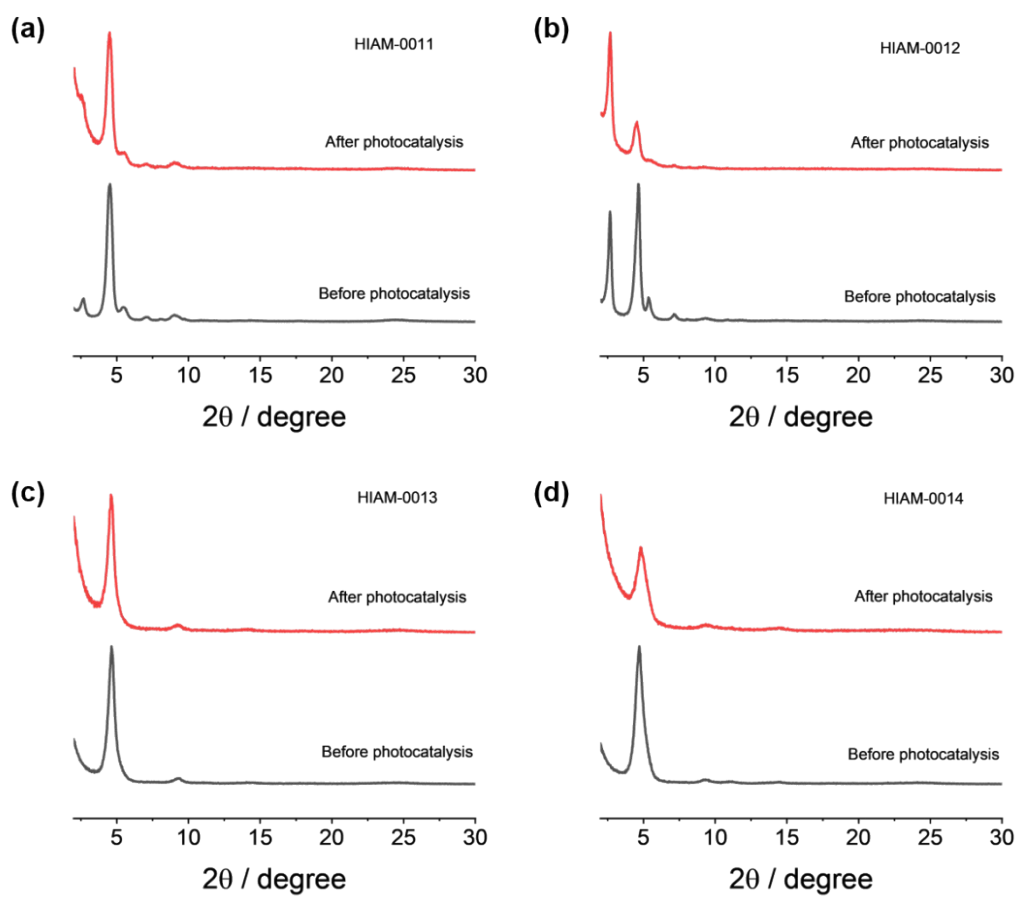 (a)
HIAM-0011
After photocatalysis
Before photocatalysis
5 10 15 20 25 30
2θ / degree
(b)
HIAM-0012
After photocatalysis
Before photocatalysis
5 10 15 20 25 30
2θ / degree
(c)
HIAM-0013
After photocatalysis
Before photocatalysis
5 10 15 20 25 30
2θ / degree
(d)
HIAM-0014
After photocatalysis
Before photocatalysis
5 10 15 20 25 30
2θ / degree